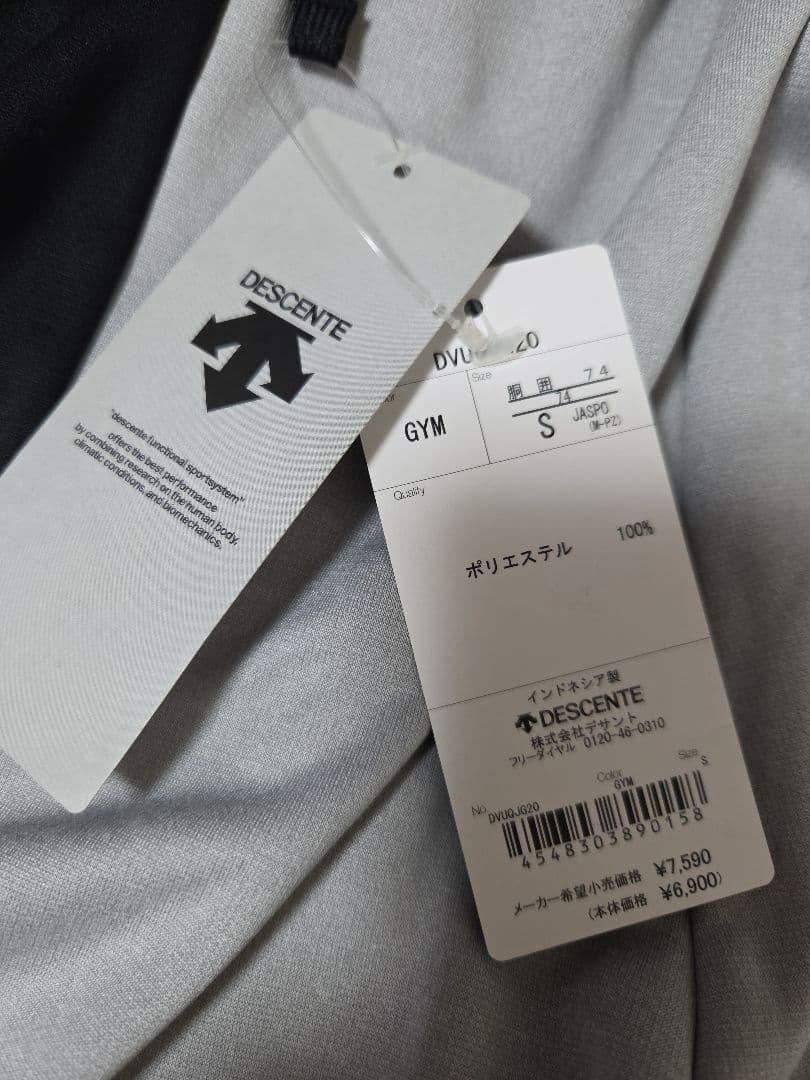 DESCENTE
"descente functional sportsystem"
offers the best performance
by combining research on the human body,
climatic conditions, and biomechanics.
Size
GYM
胴囲 74
74
S JASPO
(M-PZ)
Quality
ポリエステル 100%
インドネシア製
DESCENTE
株式会社デサント
フリーダイヤル 0120-46-0310
No. Color Size
DVUQJG20 GYM S
4548303890158
メーカー希望小売価格 ¥7,590
(本体価格 ¥6,900)